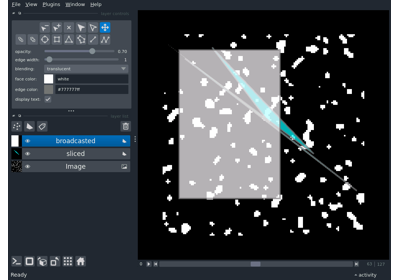 File View Plugins Window Help
opacity: 0.70
edge width:
blending: translucent
face color: white
edge color: #777777ff
display text:
broadcasted
sliced
Image
Ready
activity